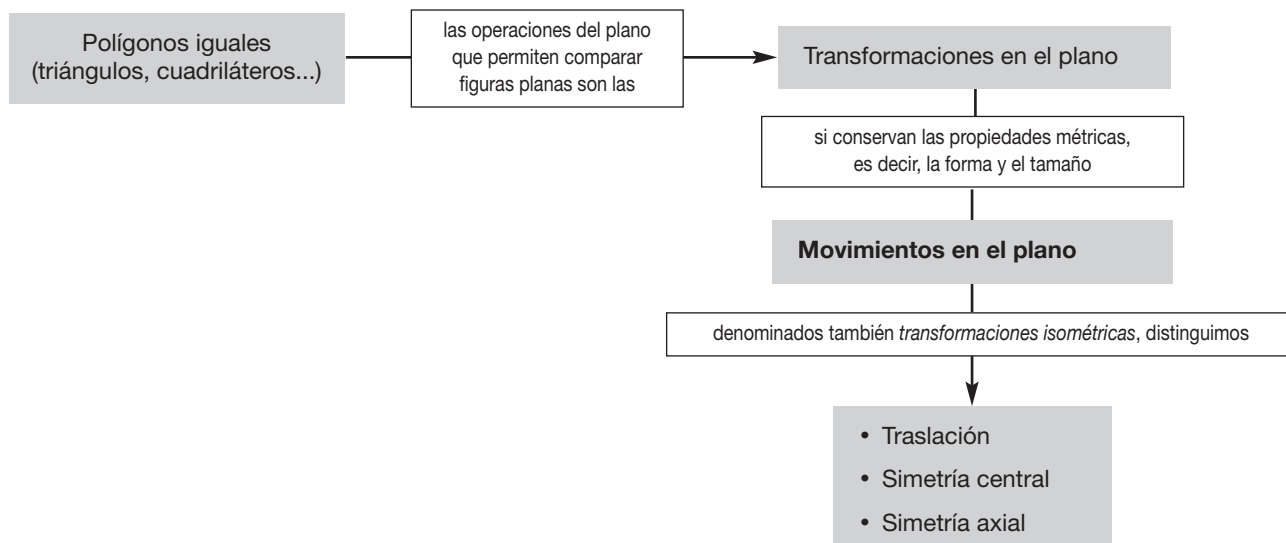 Polígonos iguales
(triángulos, cuadriláteros...)
las operaciones del plano
que permiten comparar
figuras planas son las
Transformaciones en el plano
si conservan las propiedades métricas,
es decir, la forma y el tamaño
Movimientos en el plano
denominados también transformaciones isométricas, distinguimos
• Traslación
• Simetría central
• Simetría axial